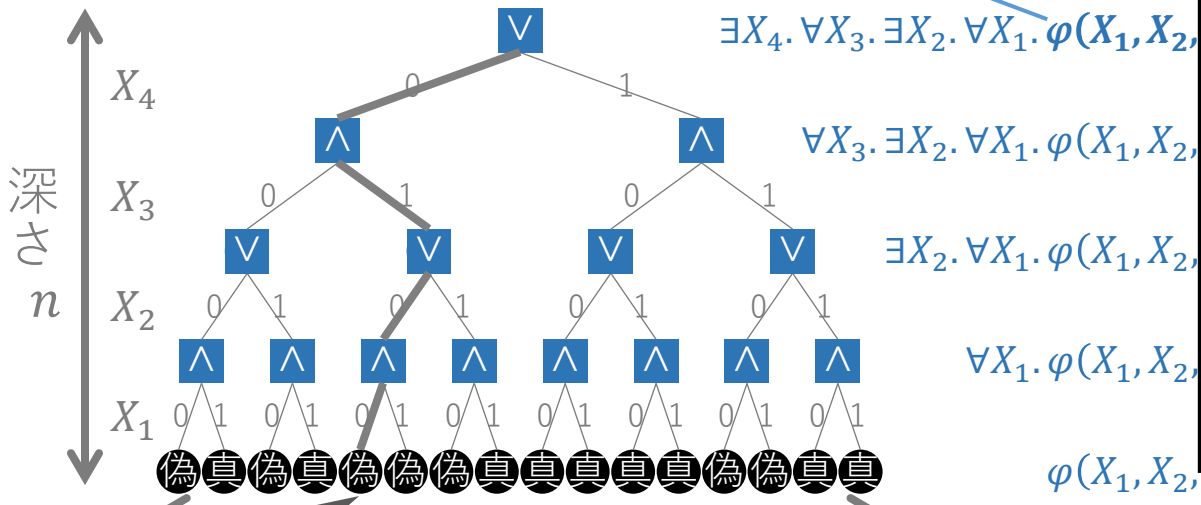 ∨ ∃X₄. ∀X₃. ∃X₂. ∀X₁. φ(X₁, X₂,
X₄ 0 1
∧ ∧ ∀X₃. ∃X₂. ∀X₁. φ(X₁, X₂,
深さ n
X₃ 0 1 0 1
∨ ∨ ∨ ∨ ∃X₂. ∀X₁. φ(X₁, X₂,
X₂ 0 1 0 1 0 1 0 1
∧ ∧ ∧ ∧ ∧ ∧ ∧ ∧ ∀X₁. φ(X₁, X₂,
X₁ 0 1 0 1 0 1 0 1 0 1 0 1 0 1 0 1
偽 真 偽 真 偽 偽 偽 真 真 真 真 真 偽 偽 真 真 φ(X₁, X₂,